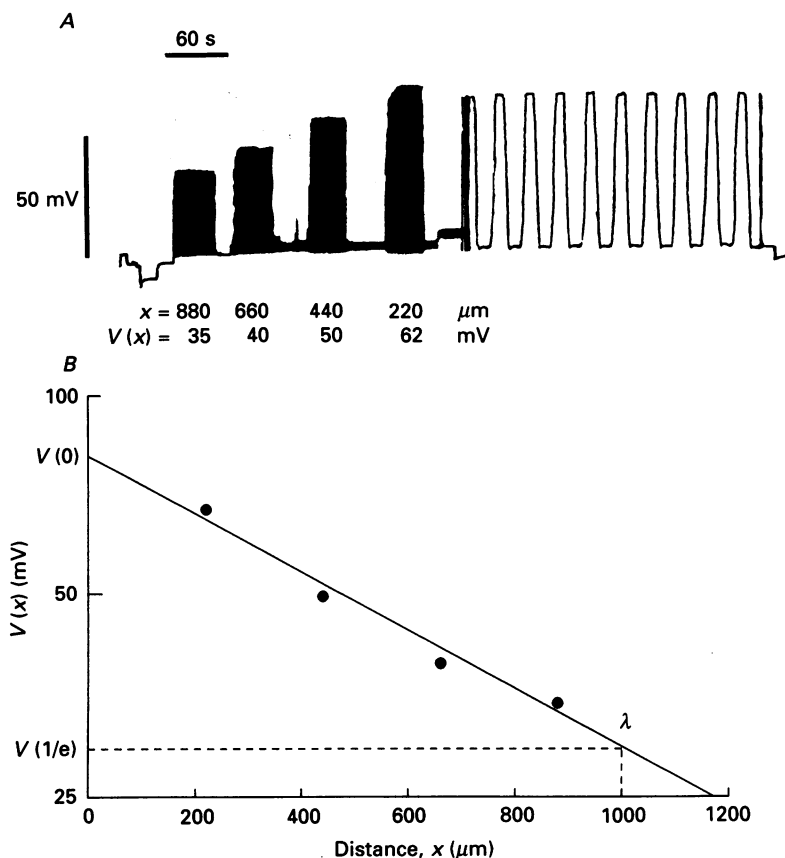 A
60 s
50 mV
x = 880 660 440 220 μm
V (x) = 35 40 50 62 mV
B
100
V (0)
50
V (x) (mV)
λ
V (1/e)
25
0 200 400 600 800 1000 1200
Distance, x (μm)